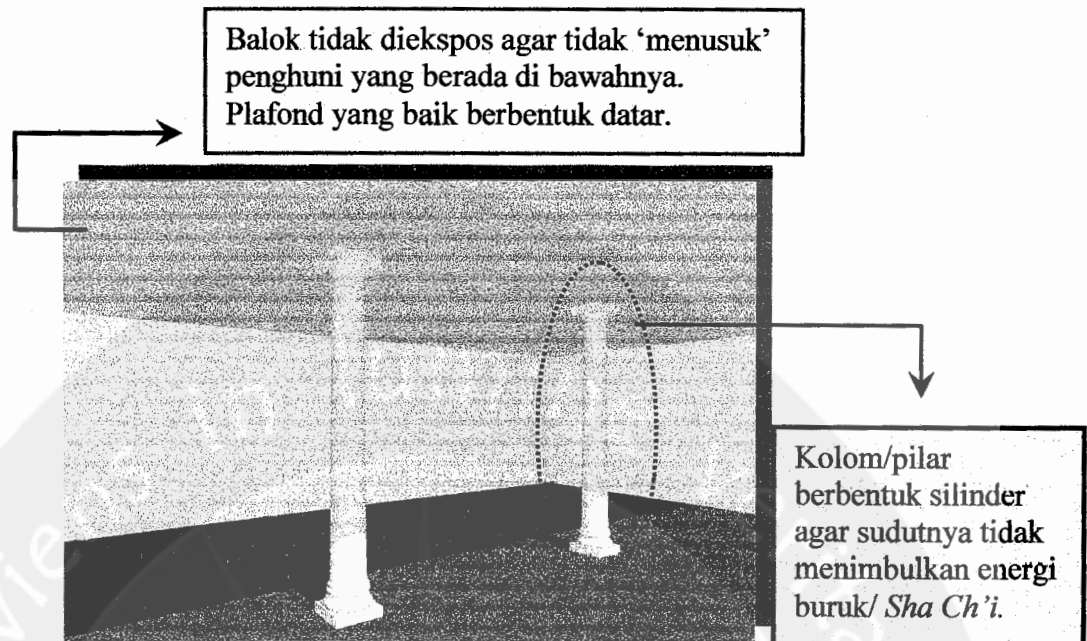 Balok tidak diekspos agar tidak ‘menusuk’
penghuni yang berada di bawahnya.
Plafond yang baik berbentuk datar.
Kolom/pilar
berbentuk silinder
agar sudutnya tidak
menimbulkan energi
buruk/ Sha Ch’i.